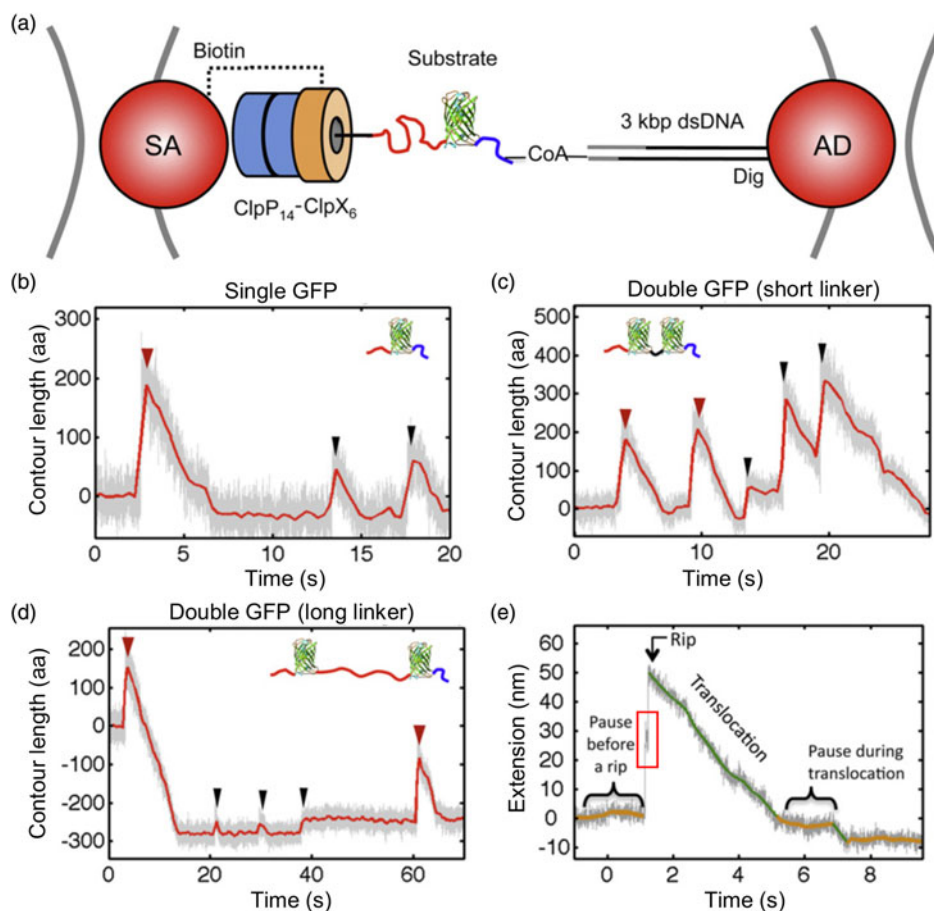 (a)
Biotin
Substrate
SA
3 kbp dsDNA
AD
CoA
Dig
ClpP14-ClpX6
(b)
Single GFP
Contour length (aa)
300
200
100
0
0
5
10
15
20
Time (s)
(c)
Double GFP (short linker)
Contour length (aa)
500
400
300
200
100
0
0
10
20
Time (s)
(d)
Double GFP (long linker)
Contour length (aa)
200
100
0
-100
-200
-300
0
20
40
60
Time (s)
(e)
Extension (nm)
60
50
40
30
20
10
0
-10
Rip
Translocation
Pause
before
a rip
Pause during
translocation
0
2
4
6
8
Time (s)